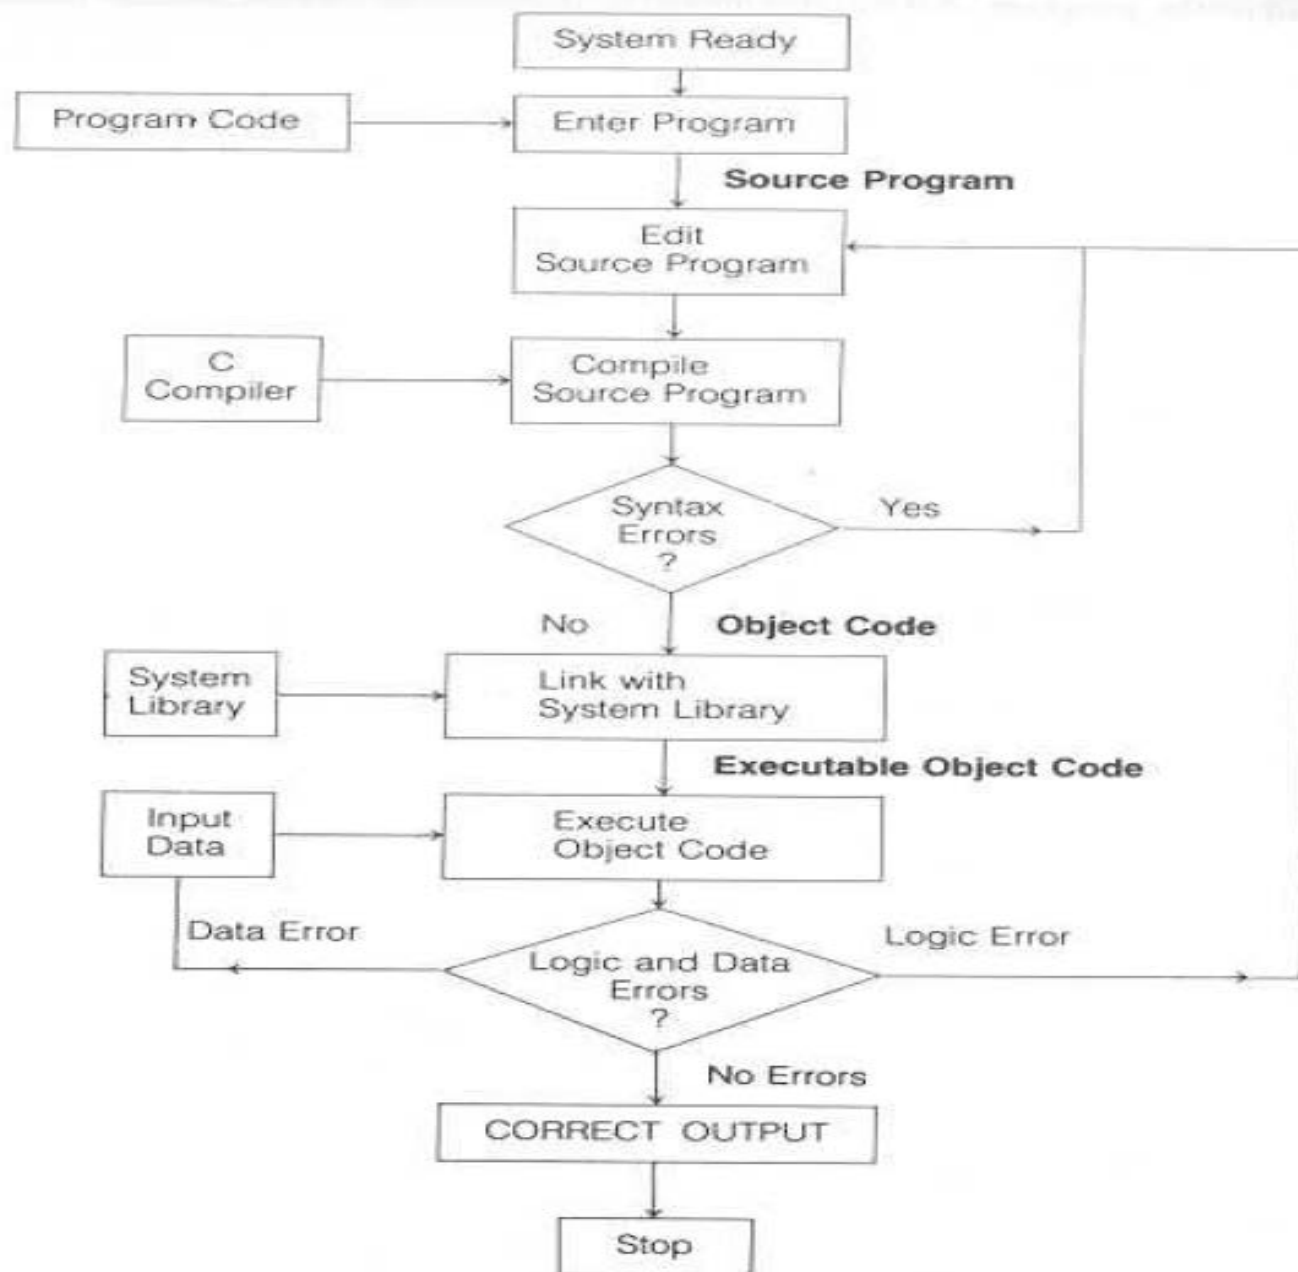 System Ready
Program Code
Enter Program
Source Program
Edit
Source Program
C
Compiler
Compile
Source Program
Syntax
Errors
?
Yes
No
Object Code
System
Library
Link with
System Library
Executable Object Code
Input
Data
Execute
Object Code
Data Error
Logic and Data
Errors
?
Logic Error
No Errors
CORRECT OUTPUT
Stop